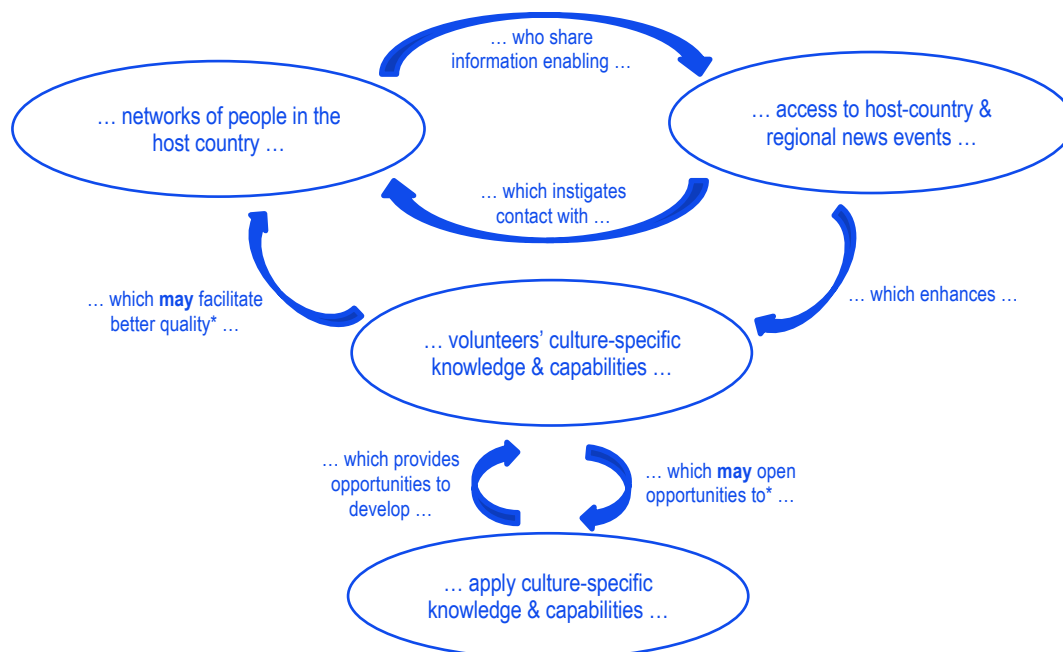 … who share
information enabling …
… networks of people in the
host country …
… access to host-country &
regional news events …
… which instigates
contact with …
… which may facilitate
better quality* …
… which enhances …
… volunteers’ culture-specific
knowledge & capabilities …
… which provides
opportunities to
develop …
… which may open
opportunities to* …
… apply culture-specific
knowledge & capabilities …